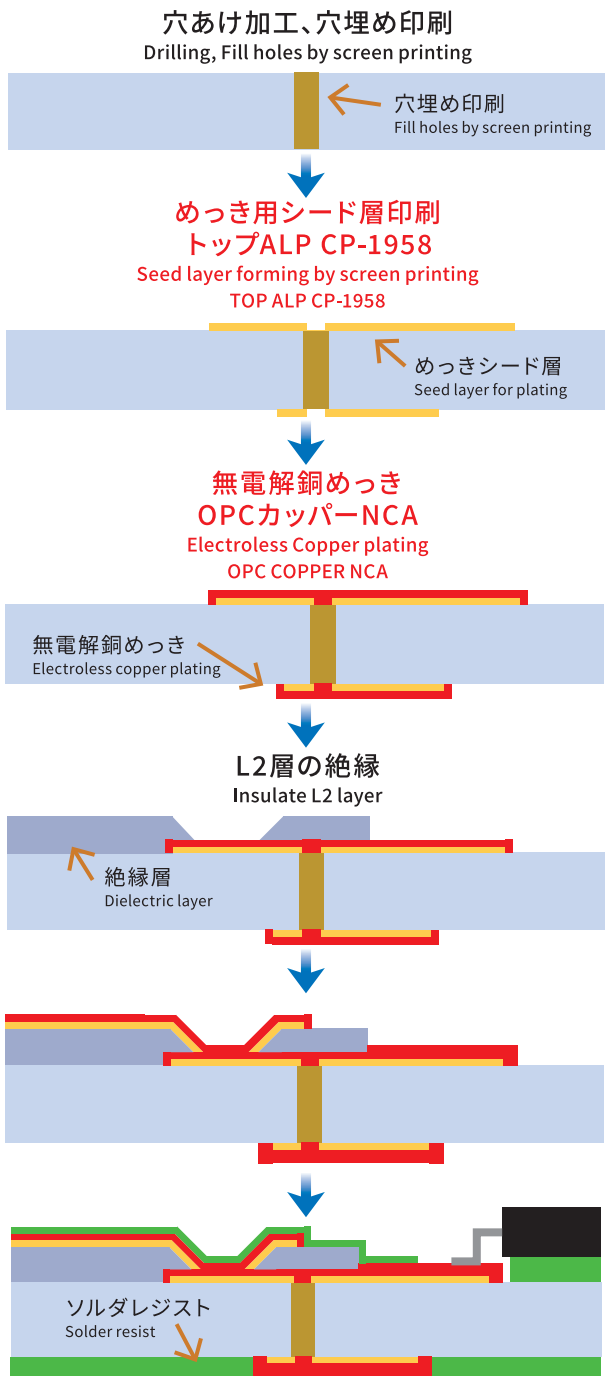 穴あけ加工、穴埋め印刷
Drilling, Fill holes by screen printing
穴埋め印刷
Fill holes by screen printing
めっき用シード層印刷
トップALP CP-1958
Seed layer forming by screen printing
TOP ALP CP-1958
めっきシード層
Seed layer for plating
無電解銅めっき
OPCカッパーNCA
Electroless Copper plating
OPC COPPER NCA
無電解銅めっき
Electroless copper plating
L2層の絶縁
Insulate L2 layer
絶縁層
Dielectric layer
ソルダレジスト
Solder resist